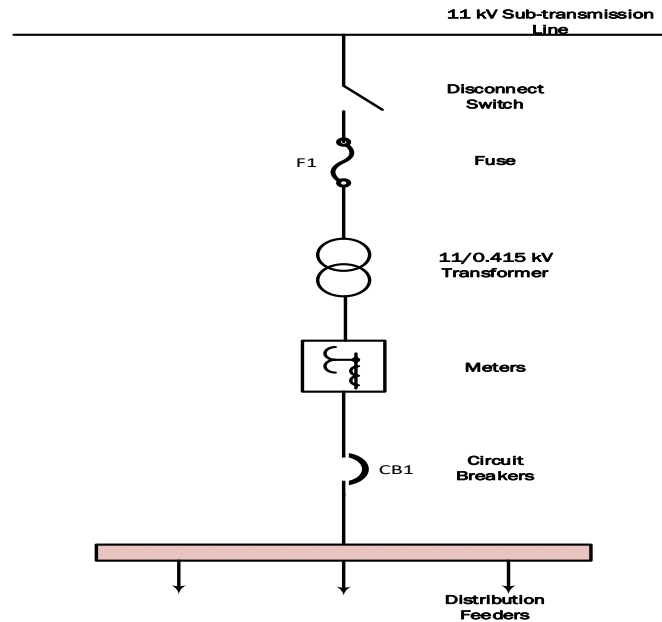 11 kV Sub-transmission
Line
Disconnect
Switch
F1
Fuse
11/0.415 kV
Transformer
Meters
Circuit
Breakers
CB1
Distribution
Feeders